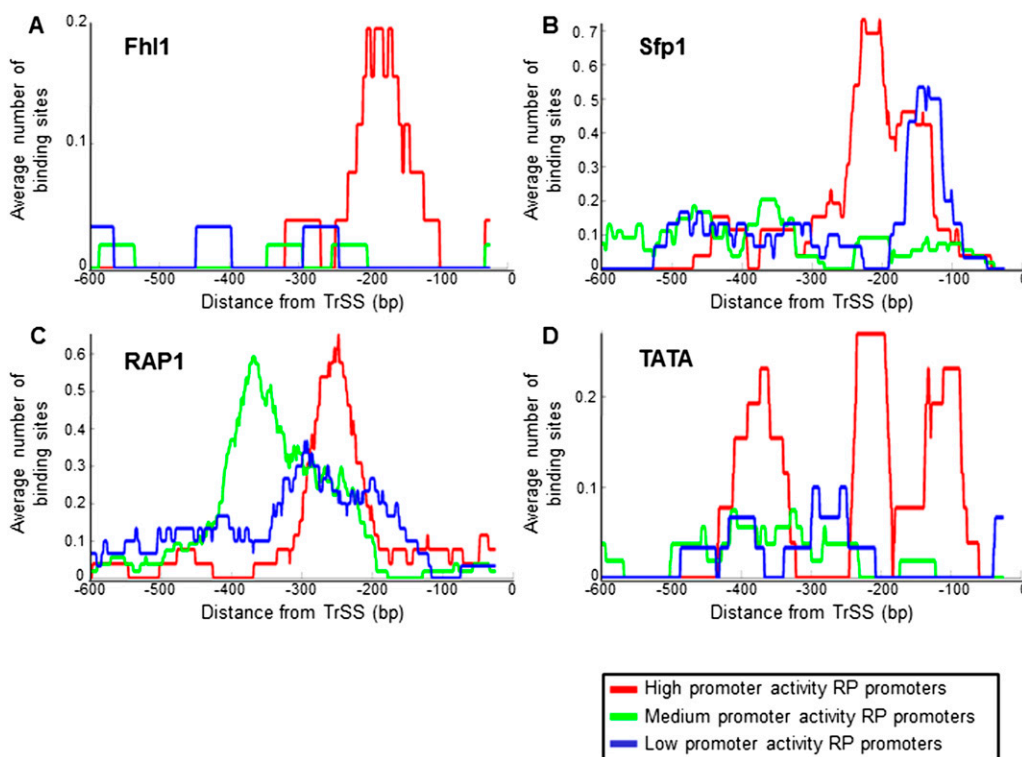 A
Fhl1
0.2
0.1
0
Average number of
binding sites
-600
-500
-400
-300
-200
-100
0
Distance from TrSS (bp)
B
Sfp1
0.7
0.6
0.5
0.4
0.3
0.2
0.1
0
Average number of
binding sites
-600
-500
-400
-300
-200
-100
0
Distance from TrSS (bp)
C
RAP1
0.6
0.5
0.4
0.3
0.2
0.1
0
Average number of
binding sites
-600
-500
-400
-300
-200
-100
0
Distance from TrSS (bp)
D
TATA
0.2
0.1
0
Average number of
binding sites
-600
-500
-400
-300
-200
-100
0
Distance from TrSS (bp)
High promoter activity RP promoters
Medium promoter activity RP promoters
Low promoter activity RP promoters